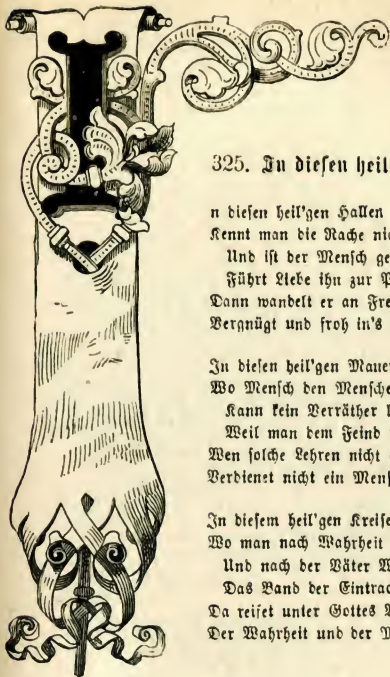 325. In diesen heil
In diesen heil'gen Hallen
Kennt man die Rache nic
Und ist der Mensch ge
Führt Liebe ihn zur P
Dann wandelt er an Fre
Vergnügt und froh in's
In diesen heil'gen Mauer
Wo Mensch den Mensche
Kann kein Verräther l
Weil man dem Feind
Wen solche Lehren nicht
Verdienet nicht ein Mens
In diesem heil'gen Kreise
Wo man nach Wahrheit
Und nach der Väter W
Das Band der Eintrac
Da reifet unter Gottes
Der Wahrheit und der